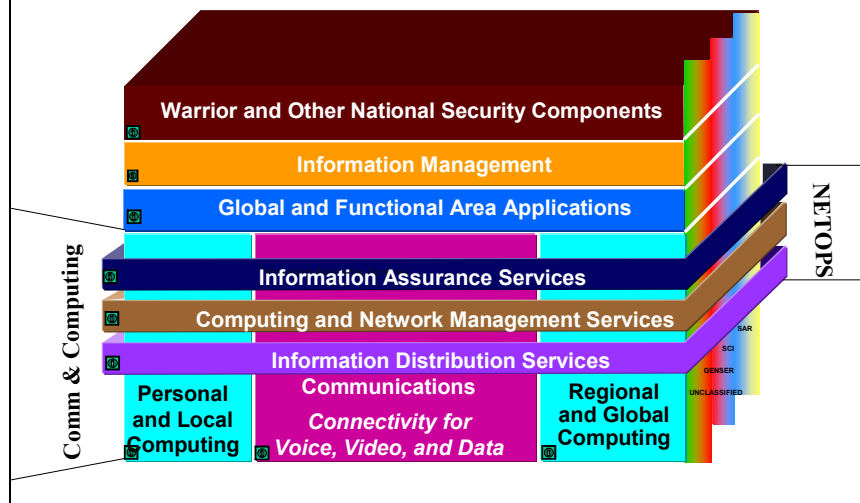 Warrior and Other National Security Components
Information Management
Global and Functional Area Applications
Information Assurance Services
Computing and Network Management Services
Information Distribution Services
Personal
and Local
Computing
Communications
Connectivity for
Voice, Video, and Data
Regional
and Global
Computing
Comm & Computing
NETOPS
SAR
SCI
GENSER
UNCLASSIFIED